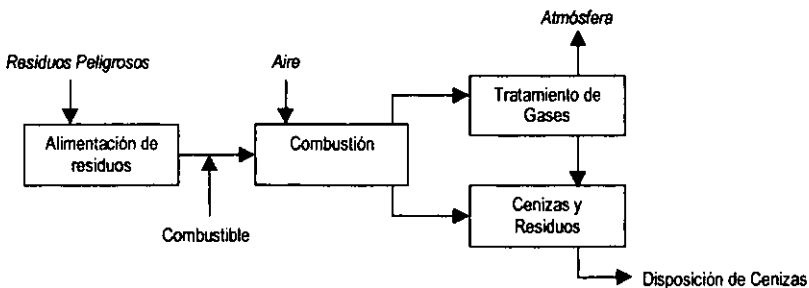 Atmósfera
Residuos Peligrosos
Aire
Tratamiento de
Gases
Alimentación de
residuos
Combustión
Cenizas y
Residuos
Combustible
Disposición de Cenizas